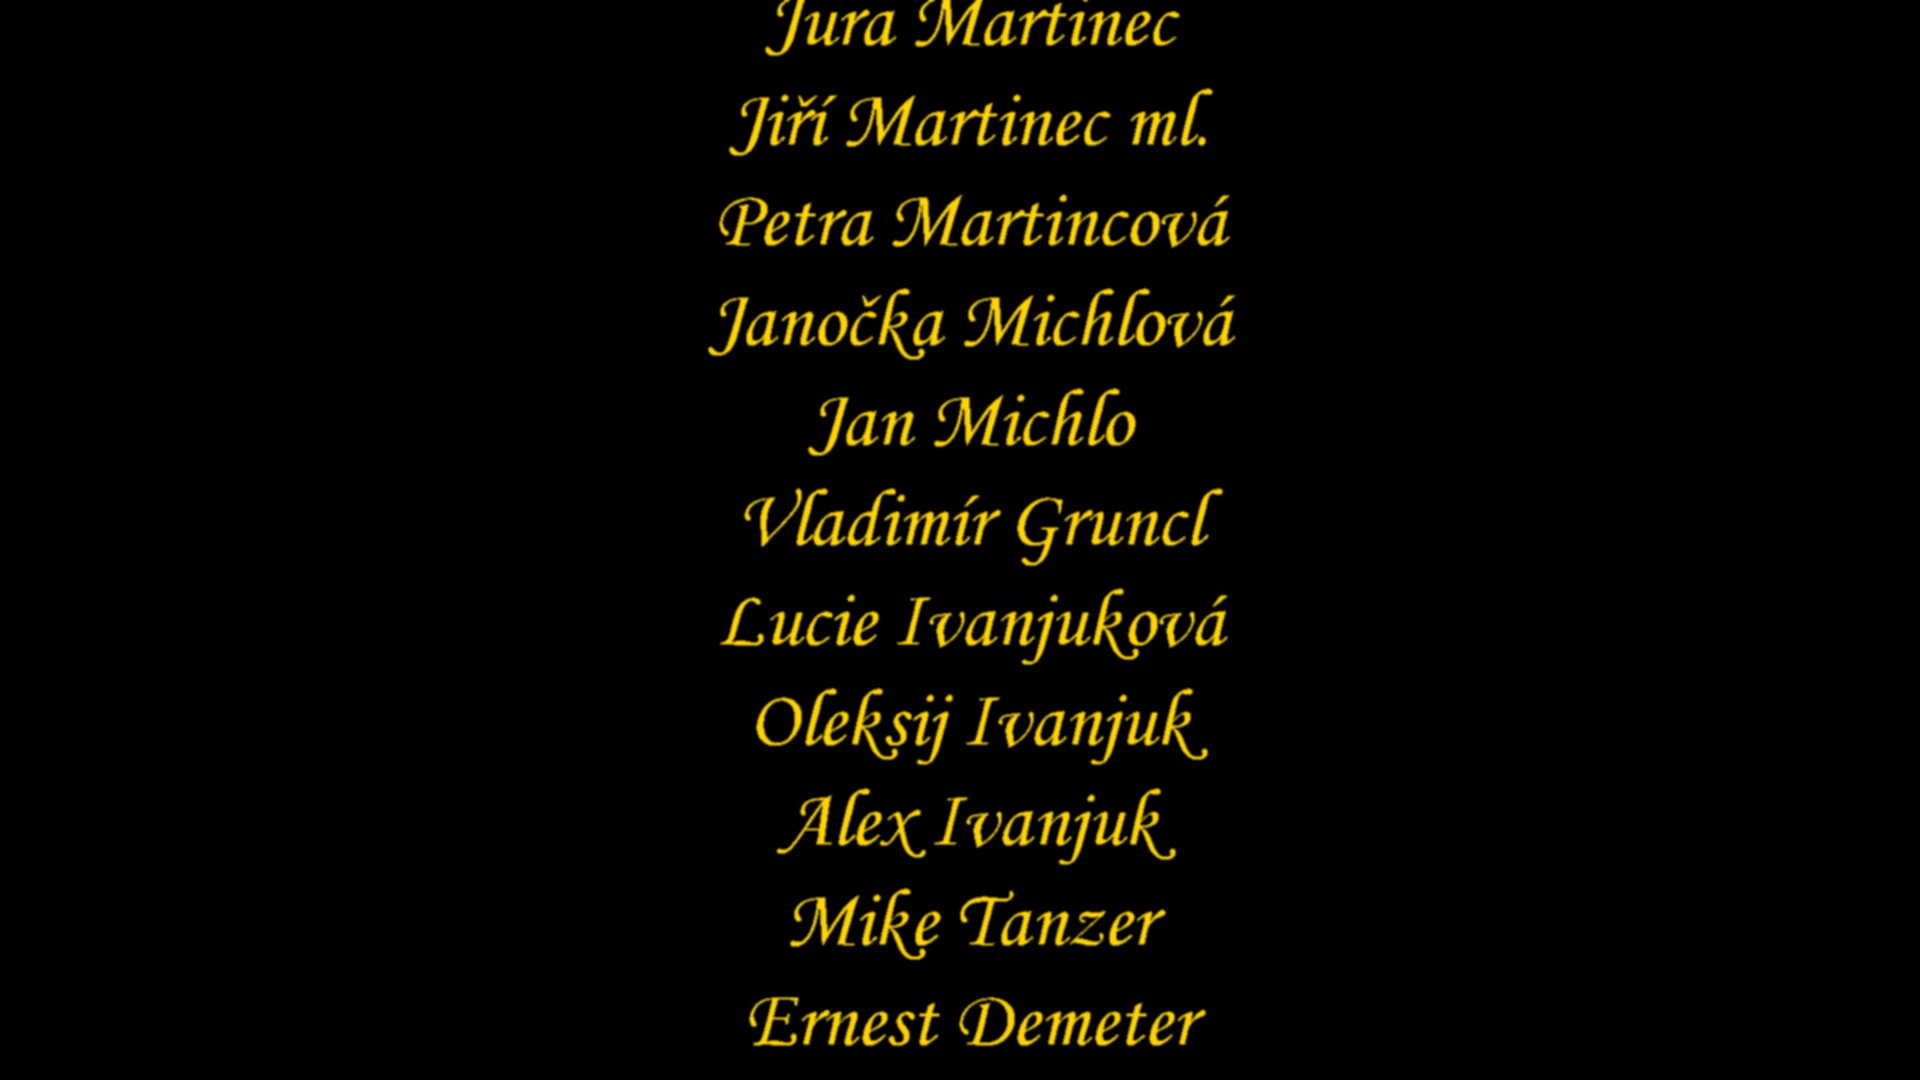 Jura Martinec
Jiří Martinec ml.
Petra Martincová
Janočka Michlová
Jan Michlo
Vladimír Gruncl
Lucie Ivanjuková
Oleksij Ivanjuk
Alex Ivanjuk
Mike Tanzer
Ernest Demeter